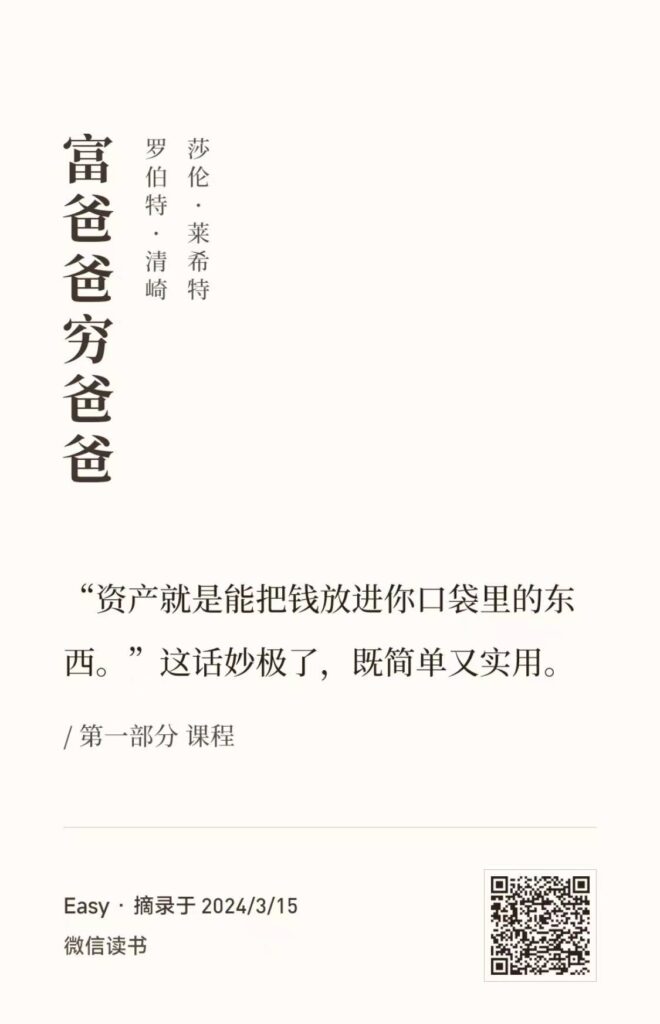 富爸爸穷爸爸
罗伯特·清崎
莎伦·莱希特
“资产就是能把钱放进你口袋里的东
西。”这话妙极了，既简单又实用。
/ 第一部分 课程
Easy · 摘录于 2024/3/15
微信读书